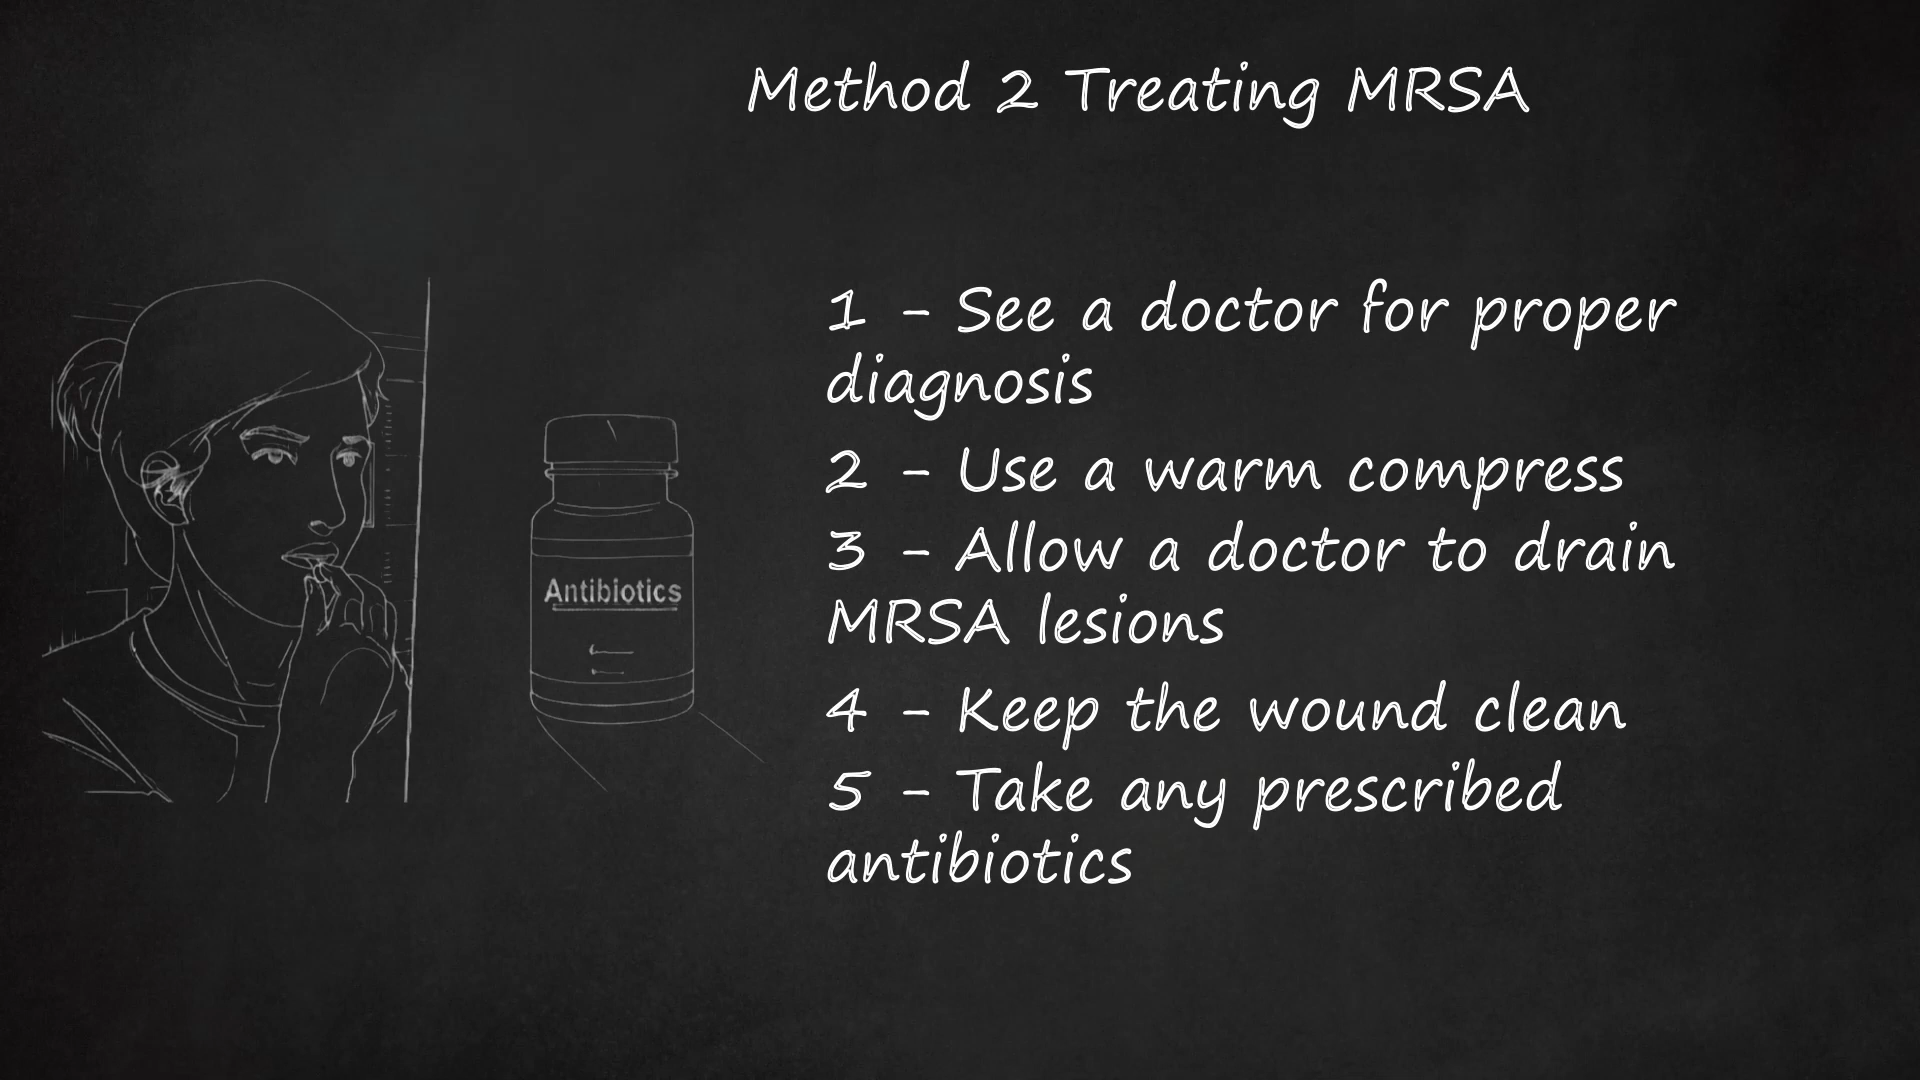 Method 2 Treating MRSA
1 - See a doctor for proper
diagnosis
2 - Use a warm compress
3 - Allow a doctor to drain
MRSA lesions
4 - Keep the wound clean
5 - Take any prescribed
antibiotics
Antibiotics